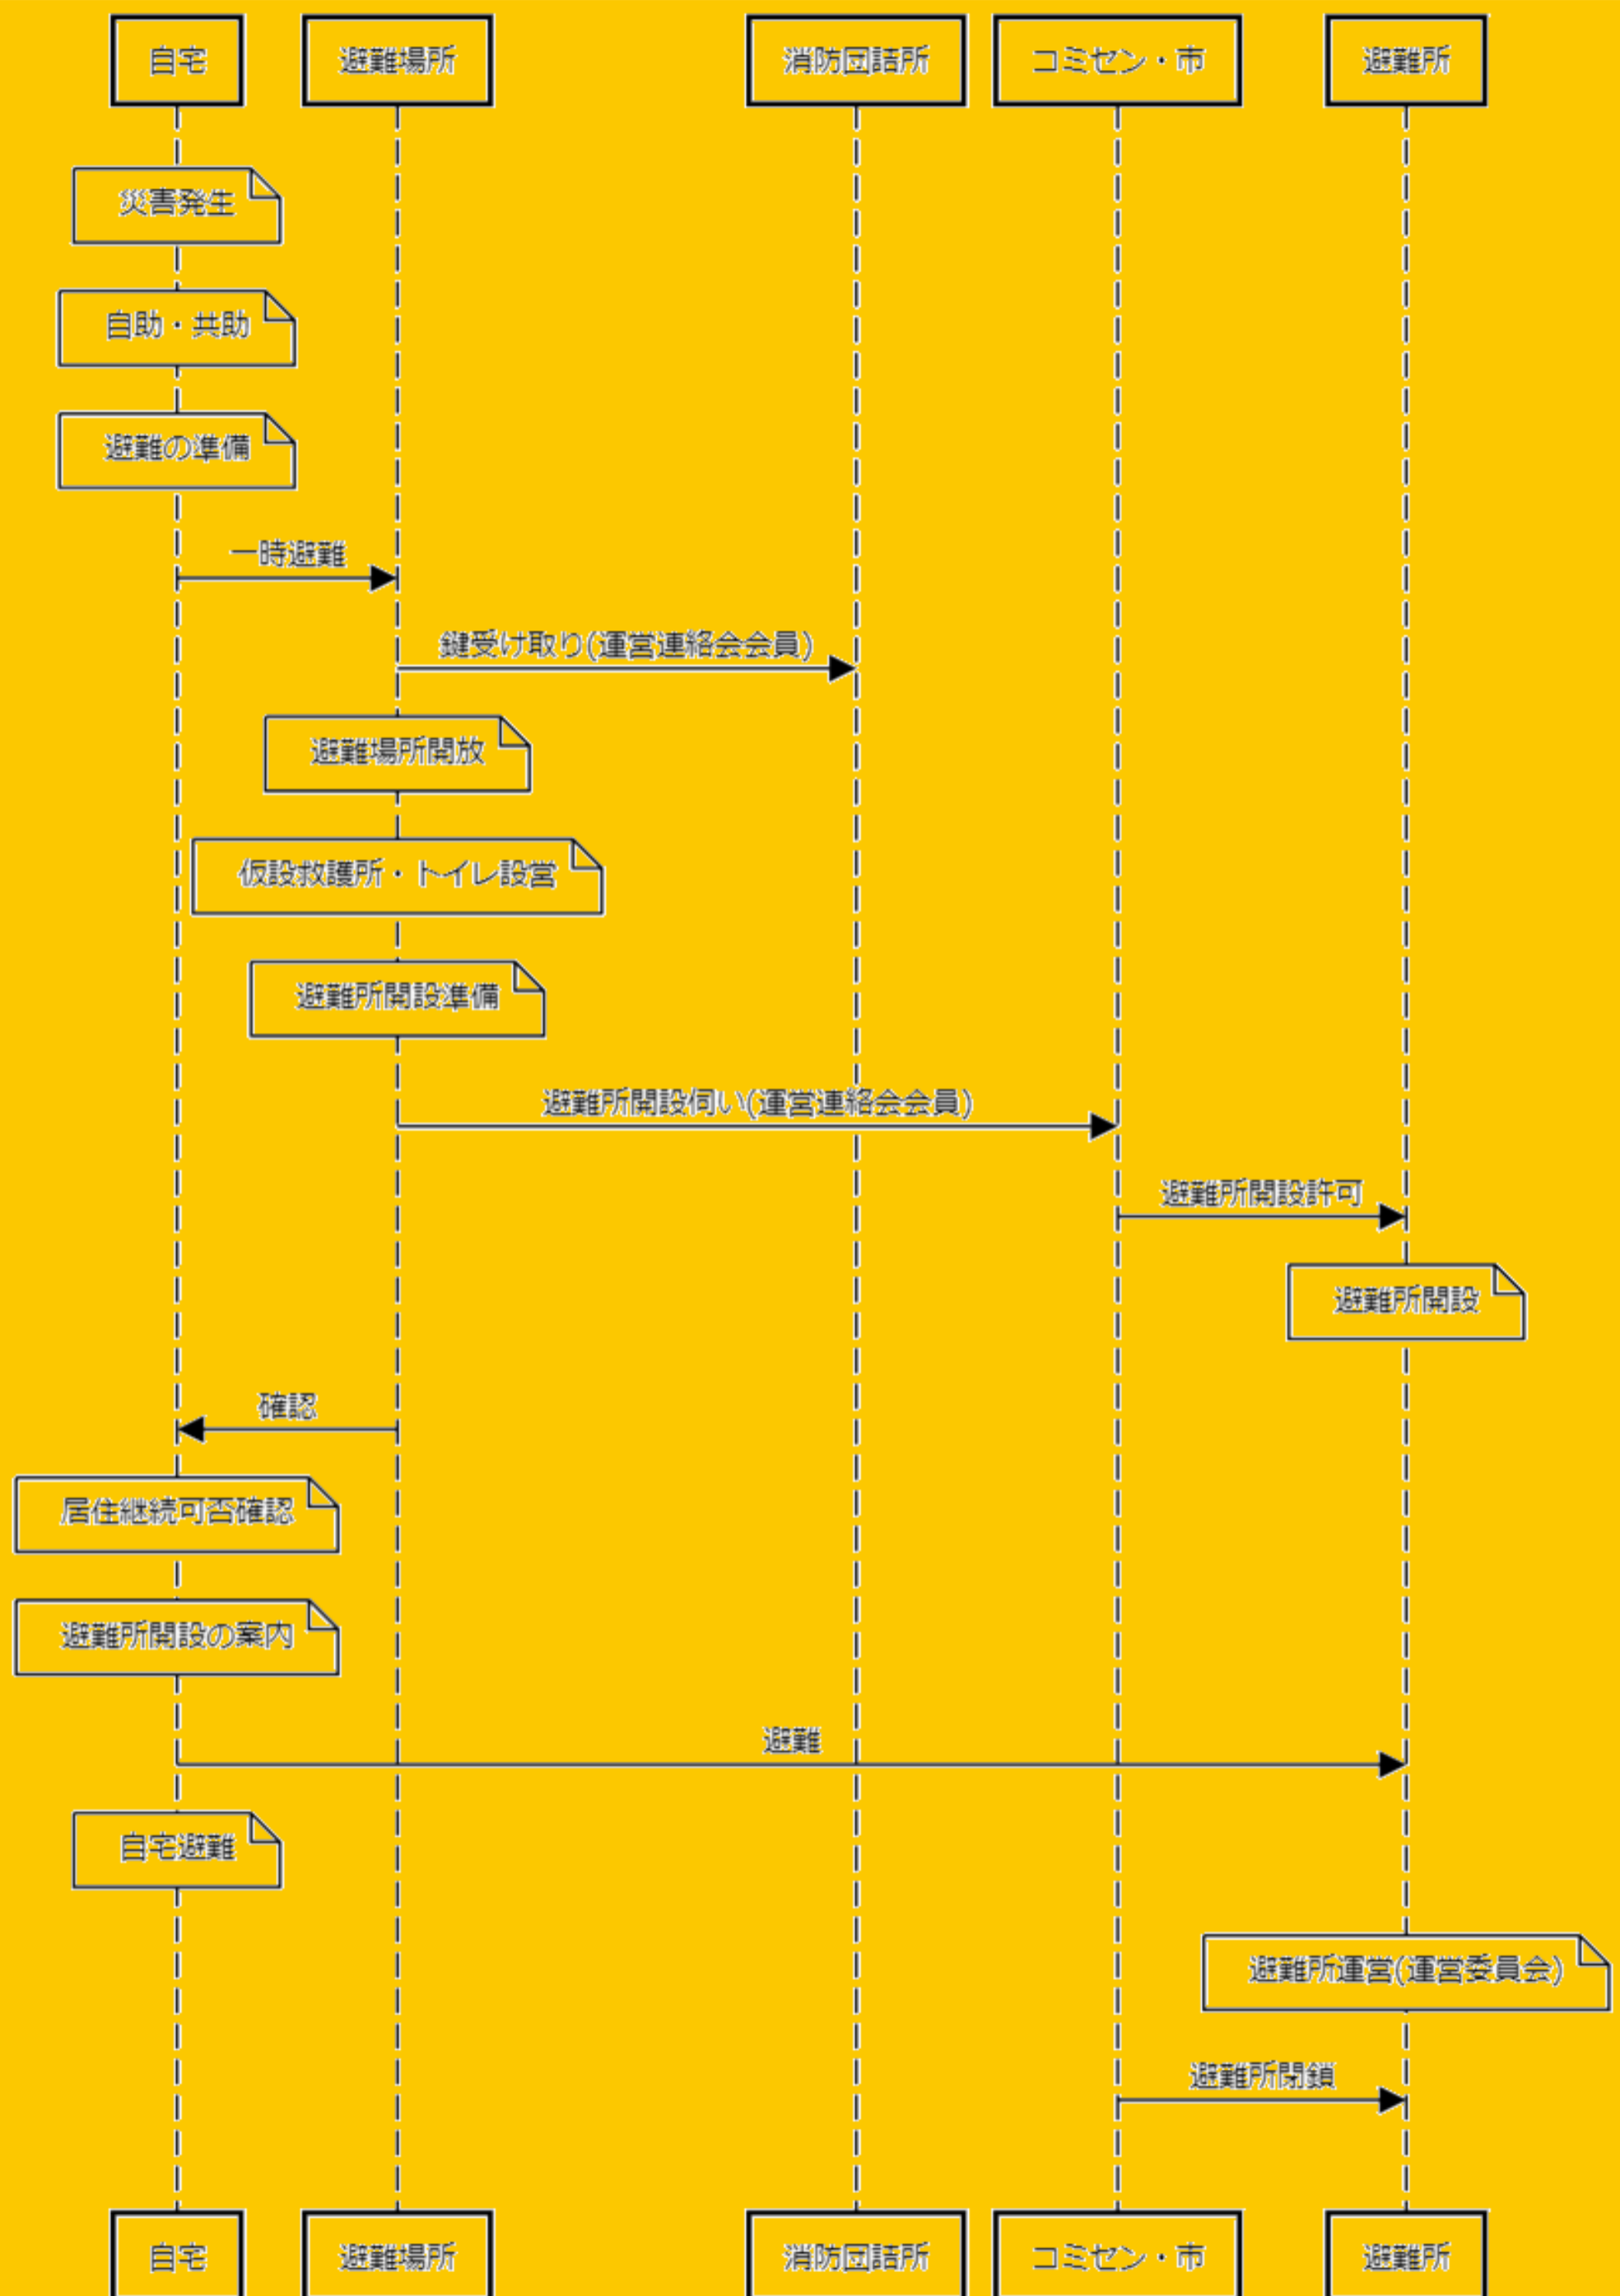 自宅
避難場所
消防団詰所
コミセン・市
避難所
災害発生
自助・共助
避難の準備
一時避難
鍵受け取り(運営連絡会会員)
避難場所開放
仮設救護所・トイレ設営
避難所開設準備
避難所開設伺い(運営連絡会会員)
避難所開設許可
避難所開設
確認
居住継続可否確認
避難所開設の案内
避難
自宅避難
避難所運営(運営委員会)
避難所閉鎖
自宅
避難場所
消防団詰所
コミセン・市
避難所